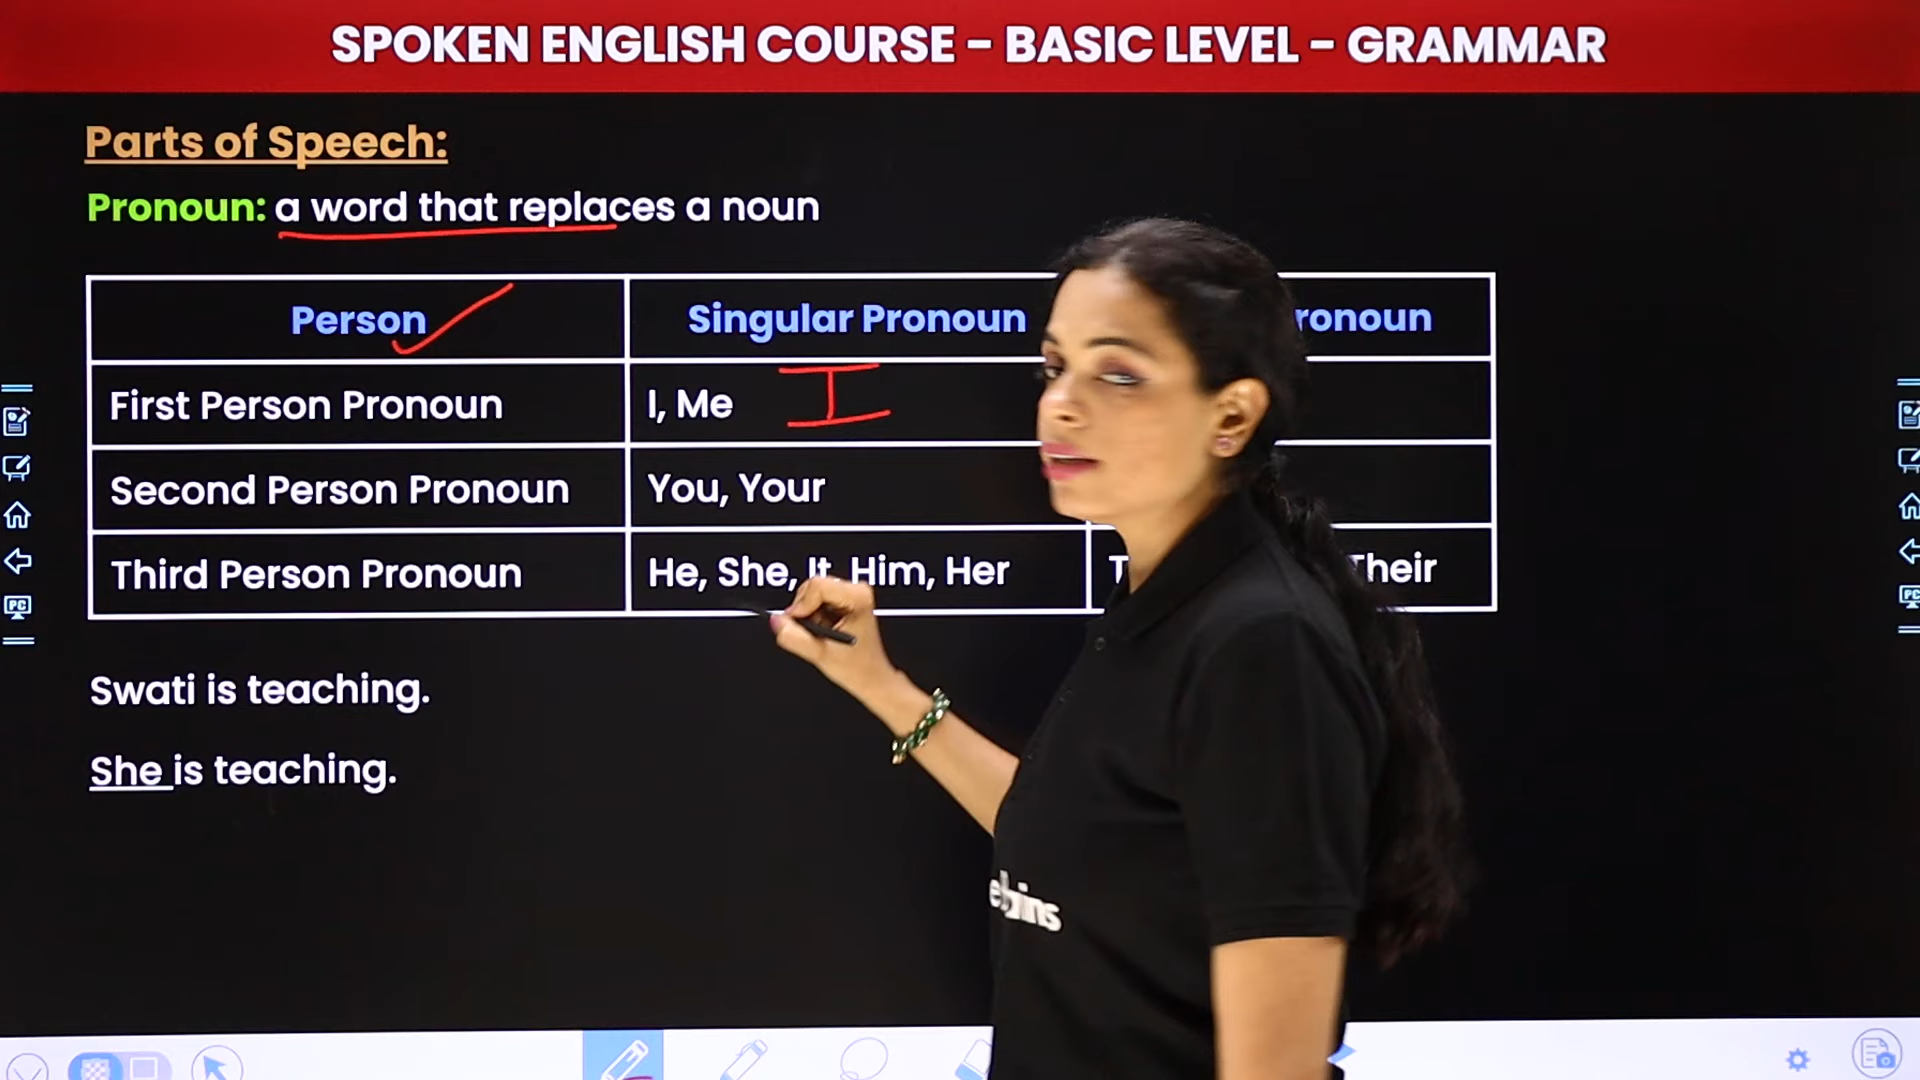 SPOKEN ENGLISH COURSE - BASIC LEVEL - GRAMMAR
Parts of Speech:
Pronoun: a word that replaces a noun
Person Singular Pronoun
First Person Pronoun I, Me I
Second Person Pronoun You, Your
Third Person Pronoun He, She, It, Him, Her Their
Swati is teaching.
She is teaching.
PC
PC